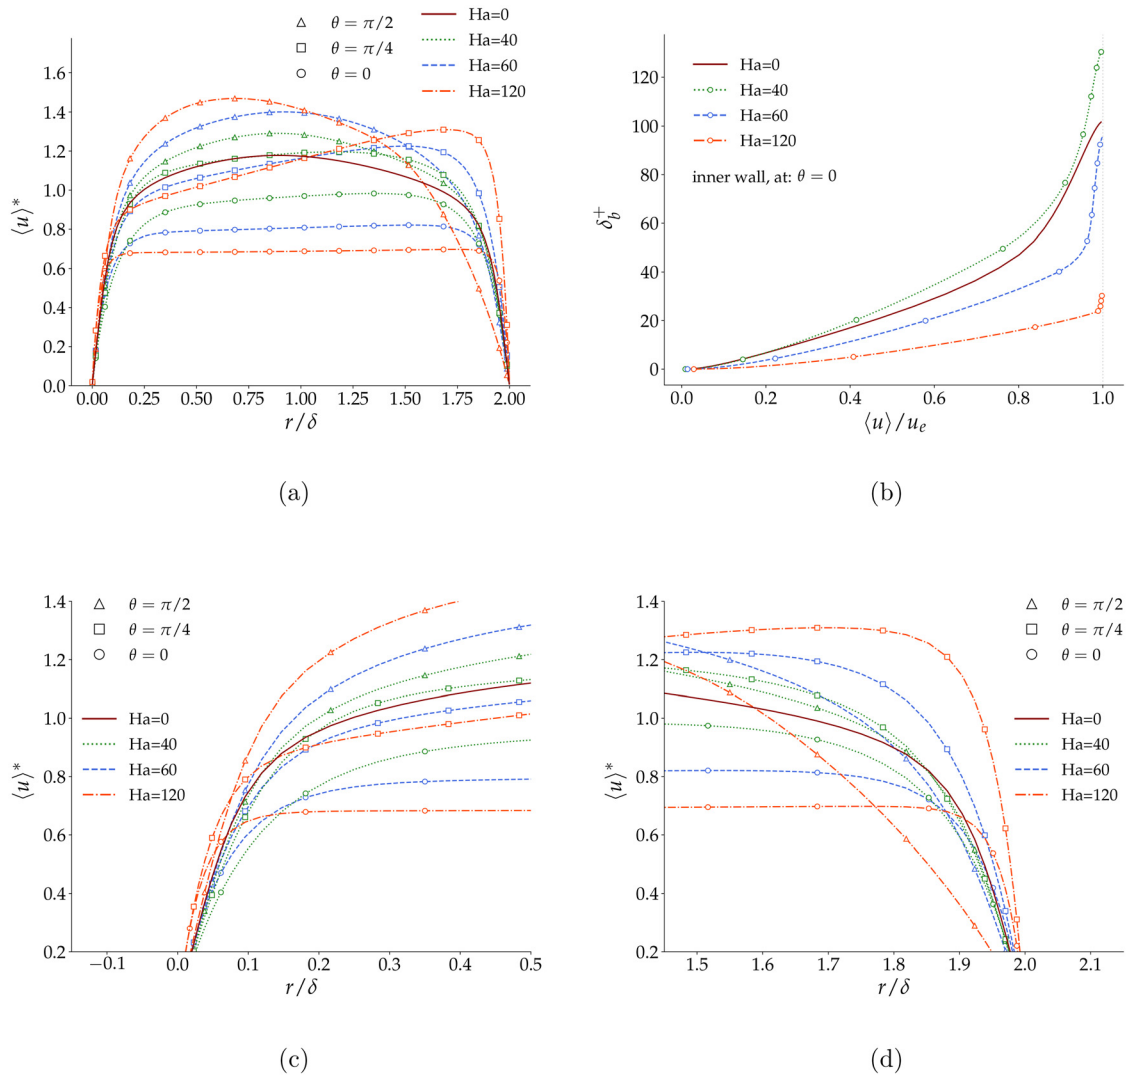 △ θ = π/2
□ θ = π/4
○ θ = 0
Ha=0
Ha=40
Ha=60
Ha=120
1.6
1.4
1.2
1.0
0.8
0.6
0.4
0.2
0.0
⟨u⟩*
0.00 0.25 0.50 0.75 1.00 1.25 1.50 1.75 2.00
r/δ
(a)
Ha=0
Ha=40
Ha=60
Ha=120
inner wall, at: θ = 0
120
100
80
60
40
20
0
δ_b^+
0.0 0.2 0.4 0.6 0.8 1.0
⟨u⟩/u_e
(b)
△ θ = π/2
□ θ = π/4
○ θ = 0
Ha=0
Ha=40
Ha=60
Ha=120
1.4
1.2
1.0
0.8
0.6
0.4
0.2
⟨u⟩*
−0.1 0.0 0.1 0.2 0.3 0.4 0.5
r/δ
(c)
△ θ = π/2
□ θ = π/4
○ θ = 0
Ha=0
Ha=40
Ha=60
Ha=120
1.4
1.2
1.0
0.8
0.6
0.4
0.2
⟨u⟩*
1.5 1.6 1.7 1.8 1.9 2.0 2.1
r/δ
(d)